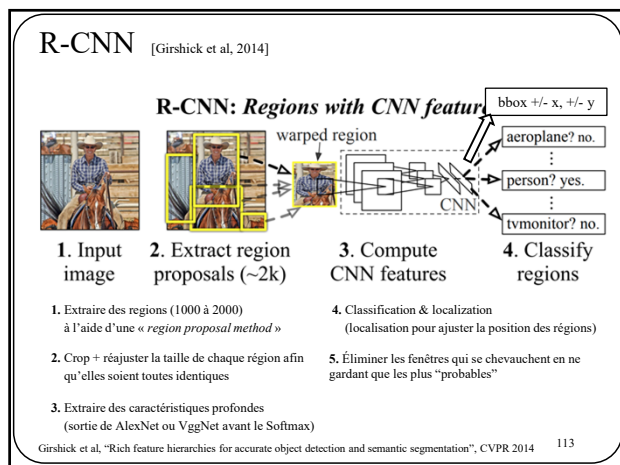 R-CNN [Girshick et al, 2014]
bbox +/- x, +/- y
R-CNN: Regions with CNN feature
warped region
aeroplane? no.
person? yes.
CNN
tvmonitor? no.
1. Input
image
2. Extract region
proposals (~2k)
3. Compute
CNN features
4. Classify
regions
1. Extraire des regions (1000 à 2000)
à l’aide d’une « region proposal method »
2. Crop + réajuster la taille de chaque région afin
qu’elles soient toutes identiques
3. Extraire des caractéristiques profondes
(sortie de AlexNet ou VggNet avant le Softmax)
4. Classification & localization
(localisation pour ajuster la position des régions)
5. Éliminer les fenêtres qui se chevauchent en ne
gardant que les plus “probables”
Girshick et al, “Rich feature hierarchies for accurate object detection and semantic segmentation”, CVPR 2014
113